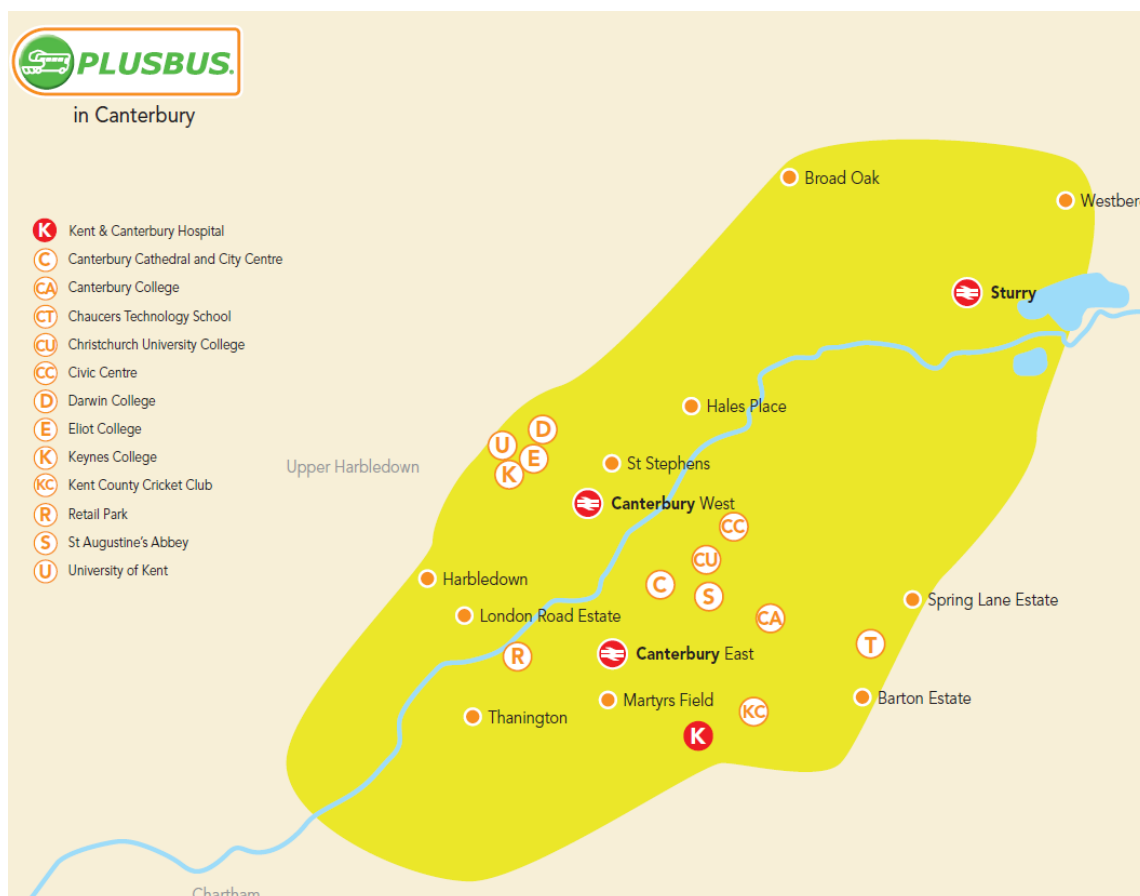 PLUSBUS.
in Canterbury
K Kent & Canterbury Hospital
C Canterbury Cathedral and City Centre
CA Canterbury College
CT Chaucers Technology School
CU Christchurch University College
CC Civic Centre
D Darwin College
E Eliot College
K Keynes College
KC Kent County Cricket Club
R Retail Park
S St Augustine's Abbey
U University of Kent
Broad Oak
Westbere
Sturry
Hales Place
D
U
E
K
Upper Harbledown
St Stephens
Canterbury West
CC
CU
Harbledown
C
S
London Road Estate
CA
Spring Lane Estate
R
Canterbury East
T
Martyrs Field
Barton Estate
Thanington
KC
K
Chartham